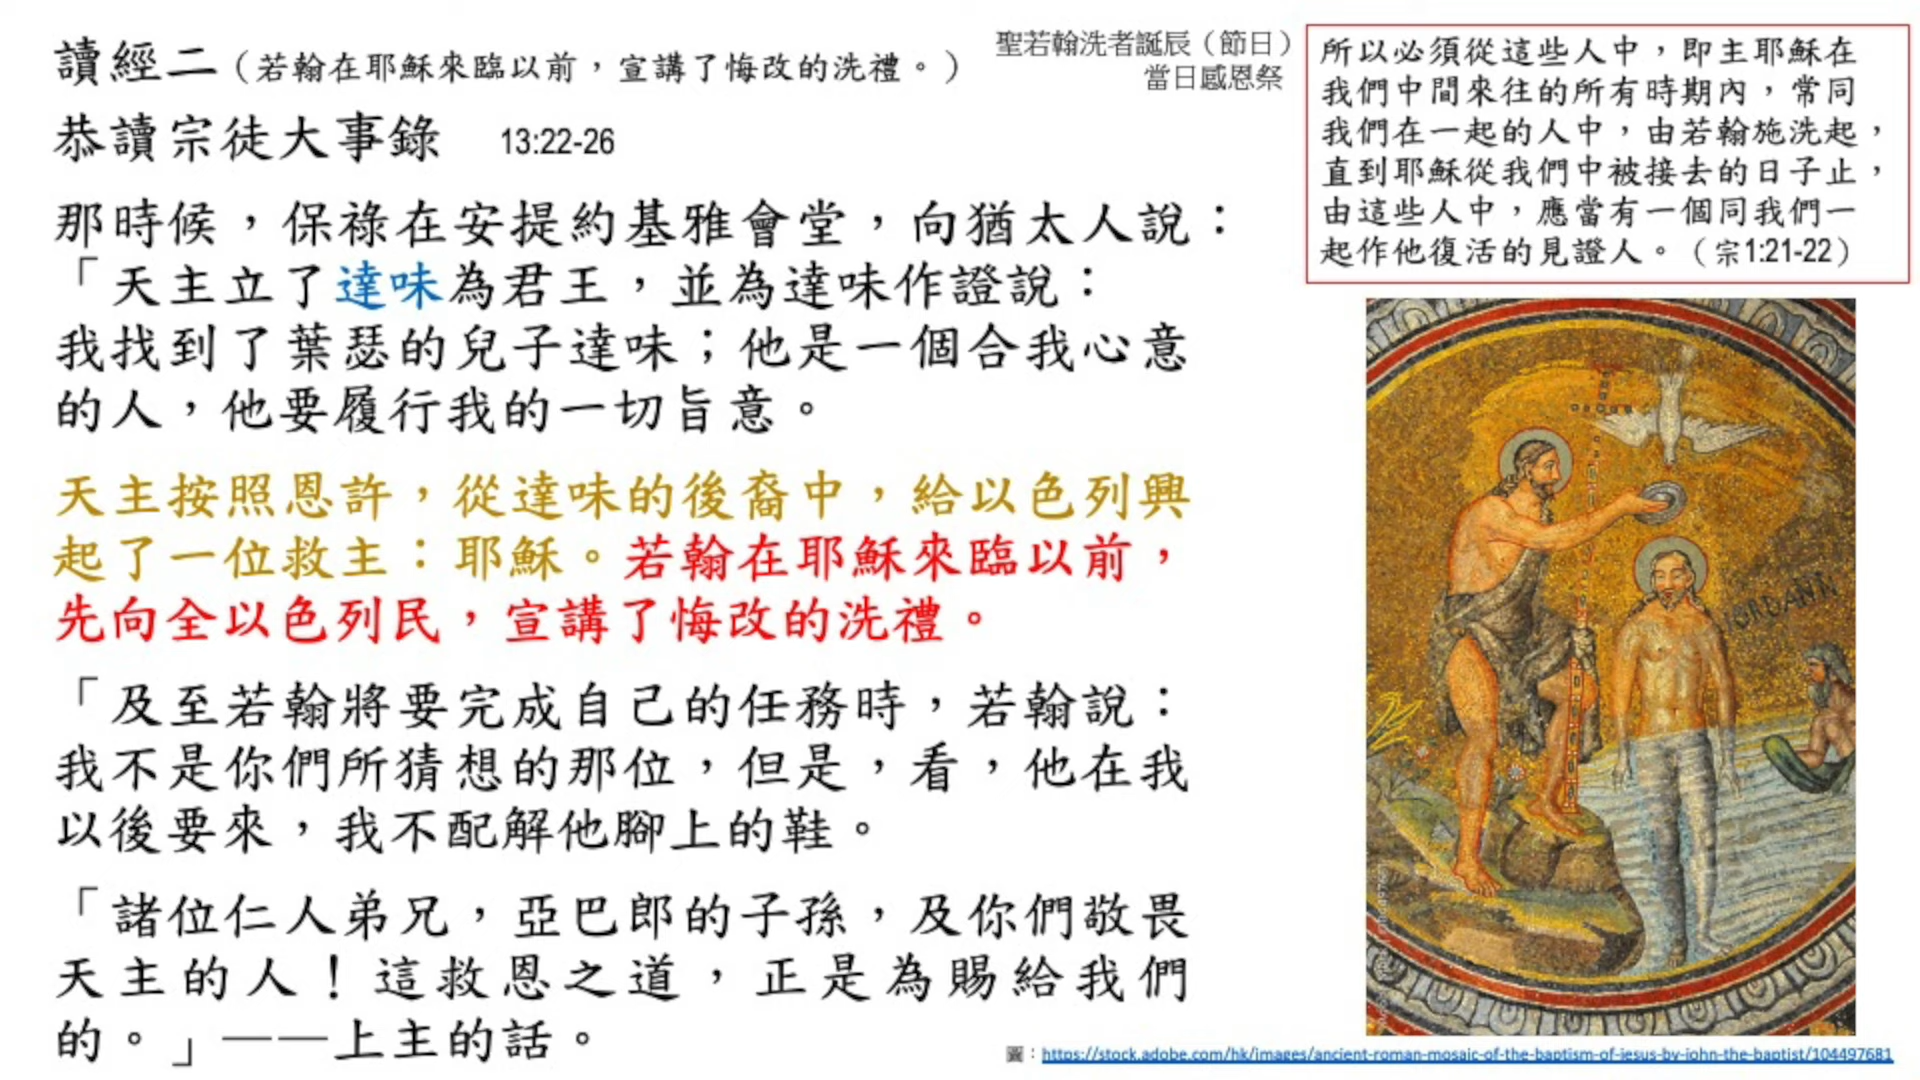 讀經二（若翰在耶穌來臨以前，宣講了悔改的洗禮。）
聖若翰洗者誕辰（節日）
當日感恩祭
恭讀宗徒大事錄 13:22-26
那時候，保祿在安提約基雅會堂，向猶太人說：
「天主立了達味為君王，並為達味作證說：
我找到了葉瑟的兒子達味；他是一個合我心意
的人，他要履行我的一切旨意。
天主按照恩許，從達味的後裔中，給以色列興
起了一位救主：耶穌。若翰在耶穌來臨以前，
先向全以色列民，宣講了悔改的洗禮。
「及至若翰將要完成自己的任務時，若翰說：
我不是你們所猜想的那位，但是，看，他在我
以後要來，我不配解他腳上的鞋。
「諸位仁人弟兄，亞巴郎的子孫，及你們敬畏
天主的人！這救恩之道，正是為賜給我們
的。」——上主的話。
所以必須從這些人中，即主耶穌在
我們中間來往的所有時期內，常同
我們在一起的人中，由若翰施洗起，
直到耶穌從我們中被接去的日子止，
由這些人中，應當有一個同我們一
起作他復活的見證人。（宗1:21-22）
IORDANN
圖：https://stock.adobe.com/hk/images/ancient-roman-mosaic-of-the-baptism-of-jesus-by-john-the-baptist/104497681